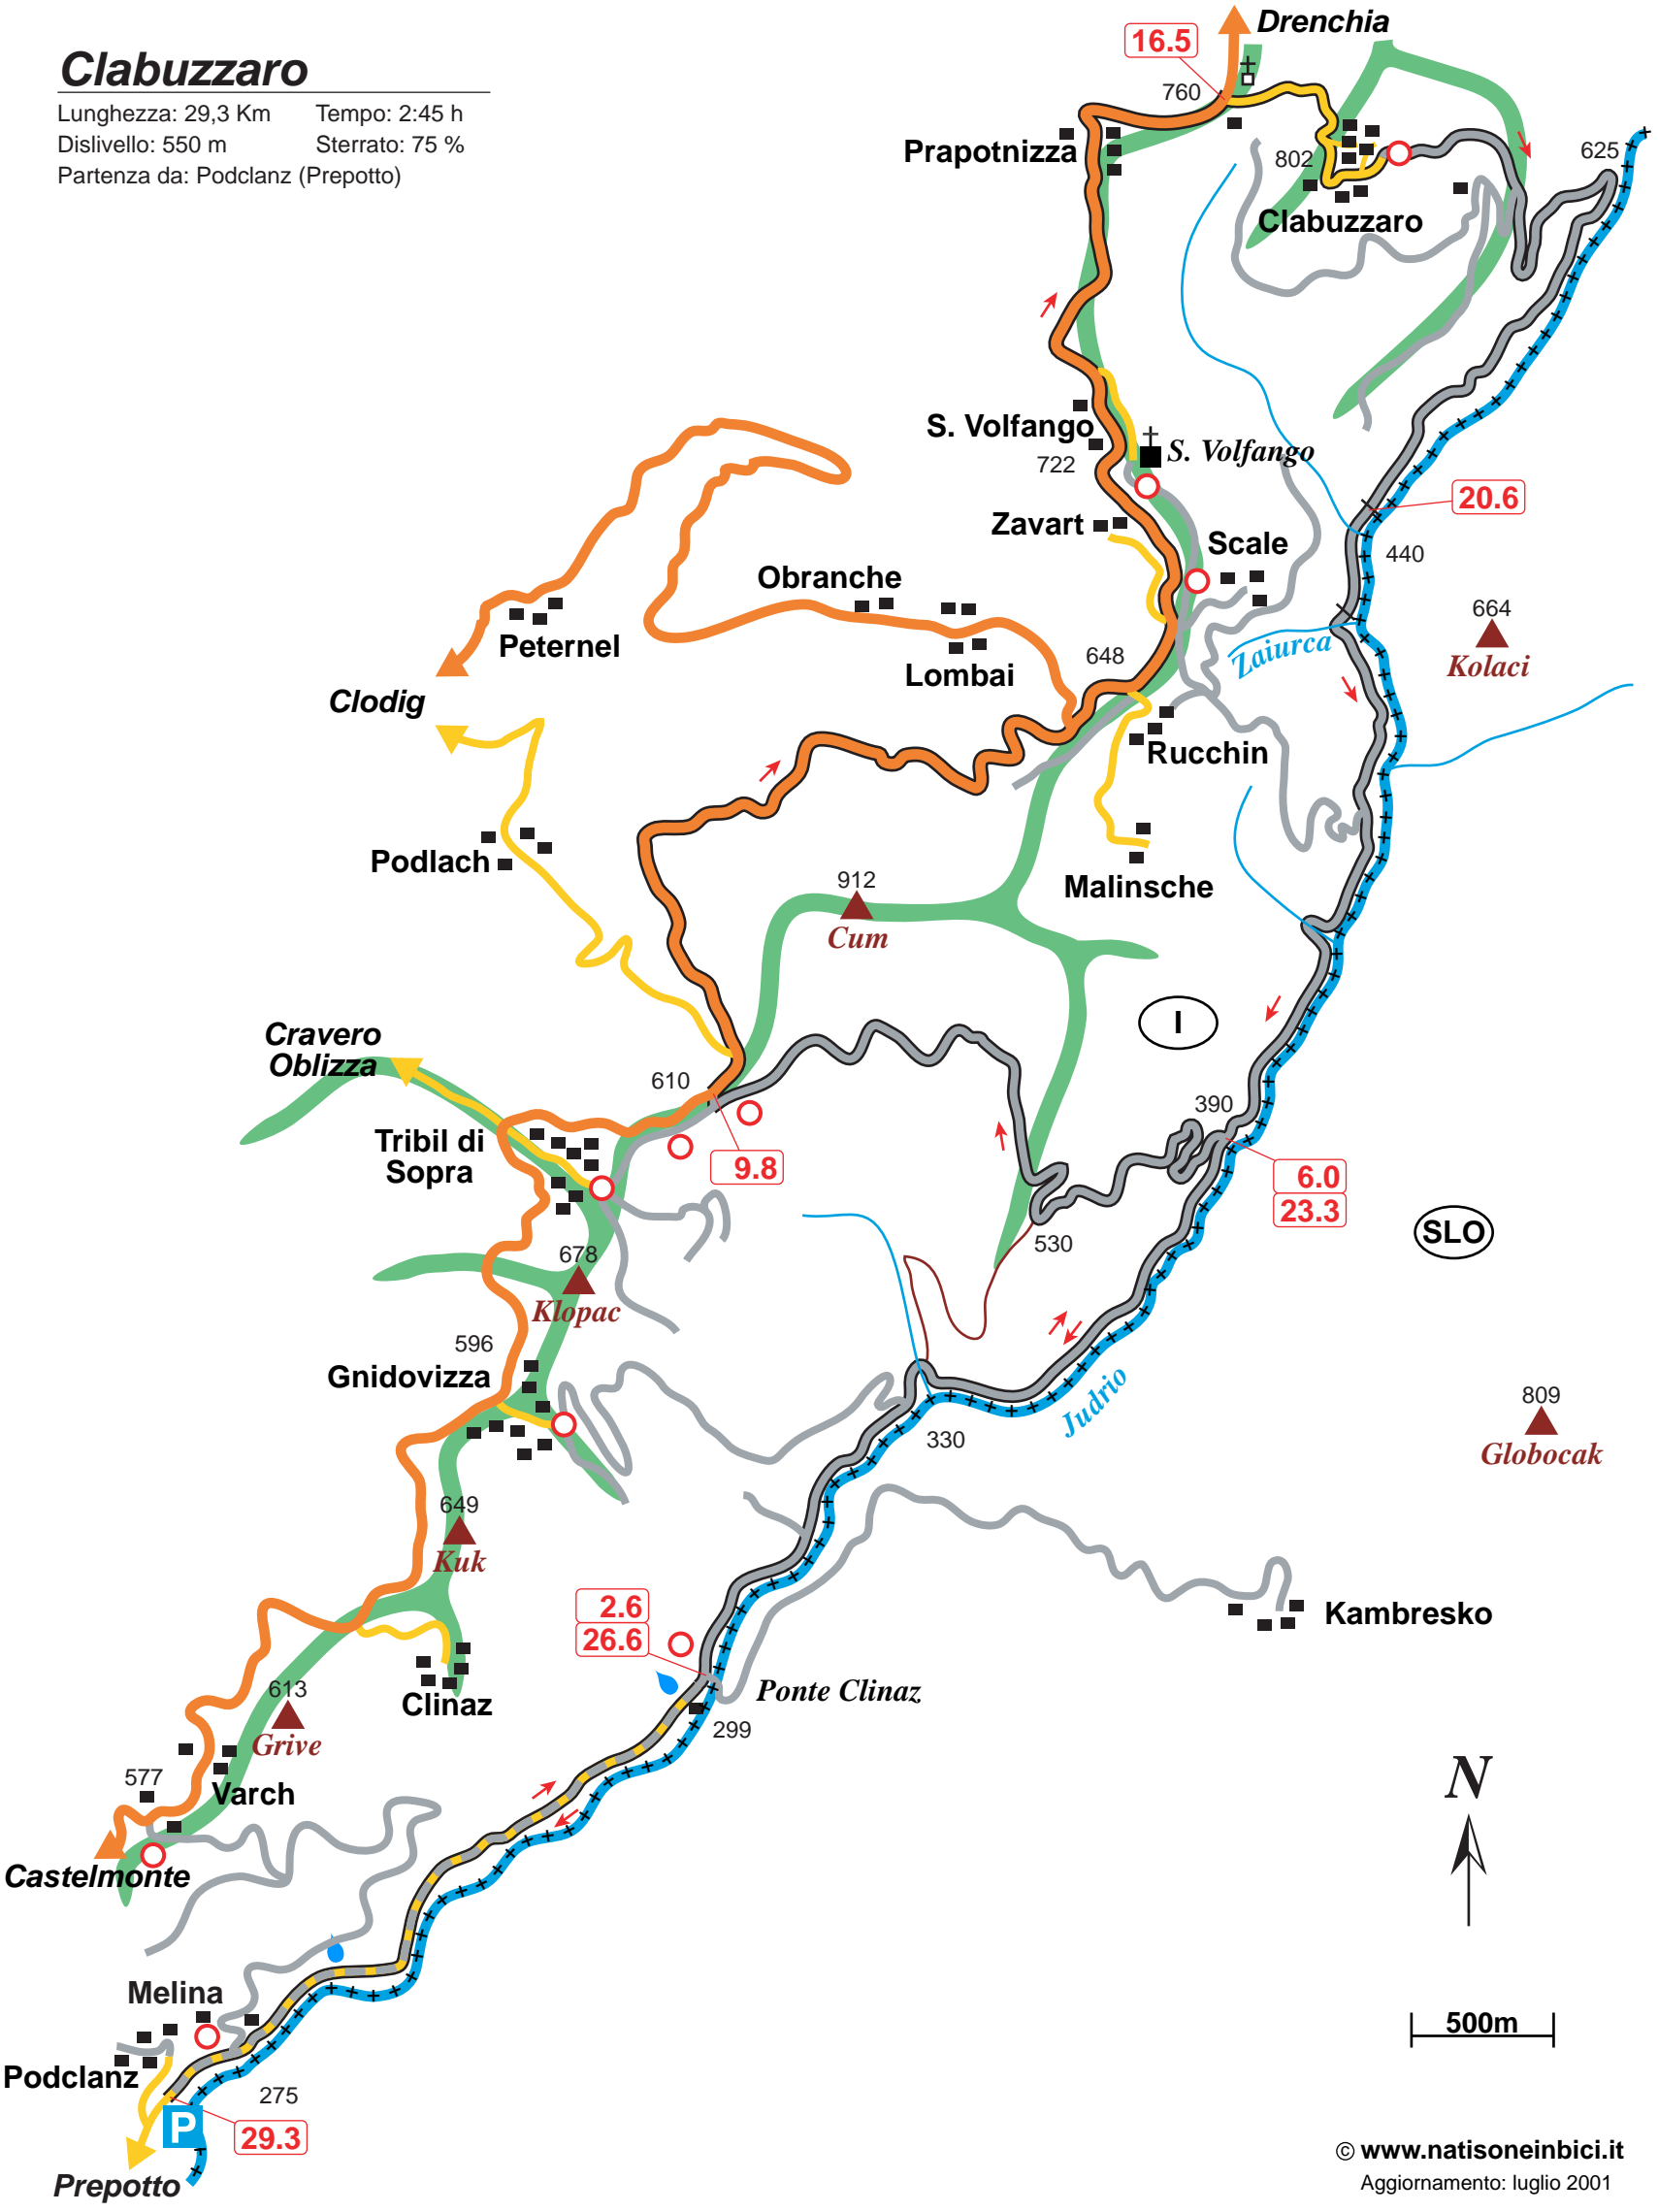 Clabuzzaro
Lunghezza: 29,3 Km Tempo: 2:45 h
Dislivello: 550 m Sterrato: 75 %
Partenza da: Podclanz (Prepotto)
Drenchia
16.5
760
Prapotnizza
802
625
Clabuzzaro
S. Volfango
722
S. Volfango
20.6
Zavart
Scale
440
Obranche
664
Kolaci
Peternel
Lombai
648
Zaiurca
Clodig
Rucchin
Podlach
912
Cum
Malinsche
I
Cravero
Oblizza
610
390
Tribil di
Sopra
9.8
6.0
23.3
SLO
530
678
Klopac
596
Gnidovizza
Judrio
809
Globocak
330
649
Kuk
2.6
26.6
Kambresko
Ponte Clinaz
299
Clinaz
613
Grive
577
Varch
N
Castelmonte
Melina
500m
Podclanz
275
P
29.3
Prepotto
© www.natisoneinbici.it
Aggiornamento: luglio 2001